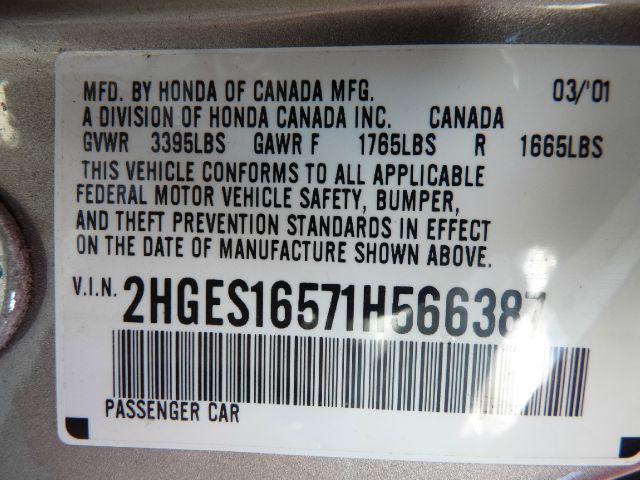 MFD. BY HONDA OF CANADA MFG. 03/'01
A DIVISION OF HONDA CANADA INC. CANADA
GVWR 3395LBS GAWR F 1765LBS R 1665LBS
THIS VEHICLE CONFORMS TO ALL APPLICABLE
FEDERAL MOTOR VEHICLE SAFETY, BUMPER,
AND THEFT PREVENTION STANDARDS IN EFFECT
ON THE DATE OF MANUFACTURE SHOWN ABOVE.
V.I.N. 2HGES16571H566387
PASSENGER CAR